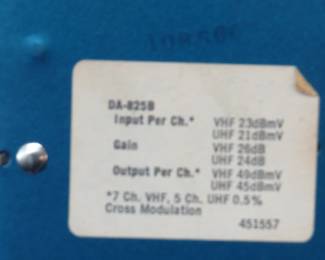 DA-825B
Input Per Ch.* VHF 23dBmV
UHF 21dBmV
Gain VHF 26dB
UHF 24dB
Output Per Ch.* VHF 49dBmV
UHF 45dBmV
*7 Ch. VHF, 5 Ch. UHF 0.5%
Cross Modulation
451557